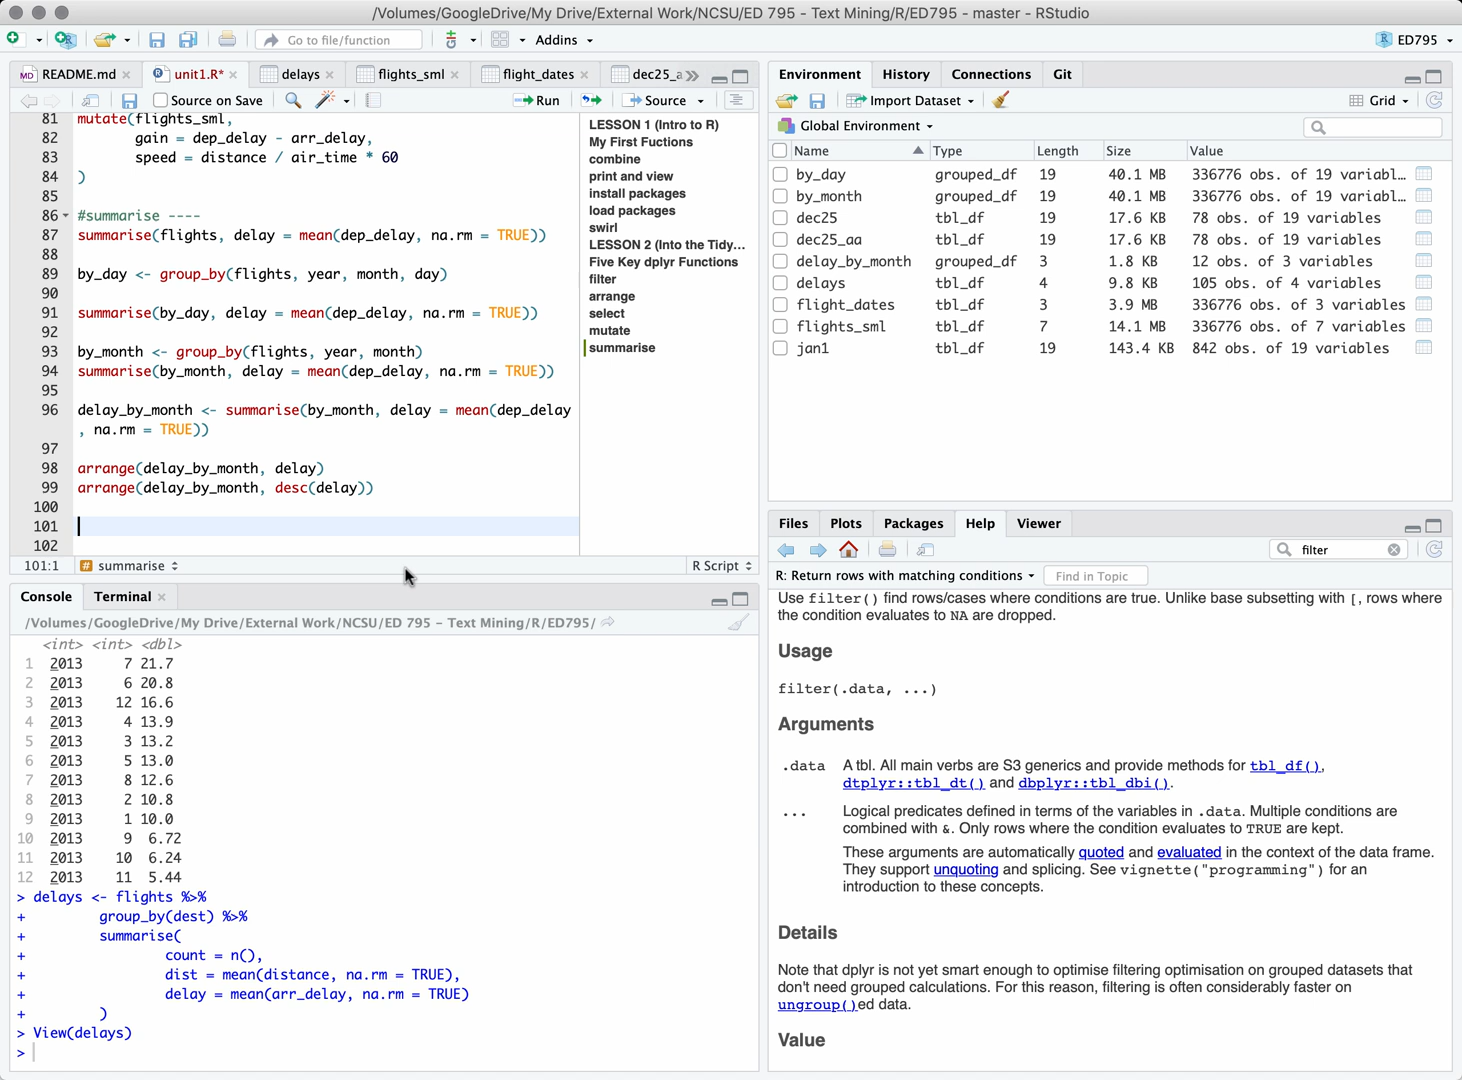 /Volumes/GoogleDrive/My Drive/External Work/NCSU/ED 795 - Text Mining/R/ED795 - master - RStudio
Go to file/function
Addins
ED795
README.md
unit1.R*
delays
flights_sml
flight_dates
dec25_a
Source on Save
Run
Source
81 mutate(flights_sml,
82 gain = dep_delay - arr_delay,
83 speed = distance / air_time * 60
84 )
85
86 #summarise ----
87 summarise(flights, delay = mean(dep_delay, na.rm = TRUE))
88
89 by_day <- group_by(flights, year, month, day)
90
91 summarise(by_day, delay = mean(dep_delay, na.rm = TRUE))
92
93 by_month <- group_by(flights, year, month)
94 summarise(by_month, delay = mean(dep_delay, na.rm = TRUE))
95
96 delay_by_month <- summarise(by_month, delay = mean(dep_delay
, na.rm = TRUE))
97
98 arrange(delay_by_month, delay)
99 arrange(delay_by_month, desc(delay))
100
101
102
LESSON 1 (Intro to R)
My First Fuctions
combine
print and view
install packages
load packages
swirl
LESSON 2 (Into the Tidy...
Five Key dplyr Functions
filter
arrange
select
mutate
summarise
101:1 # summarise R Script
Console Terminal
/Volumes/GoogleDrive/My Drive/External Work/NCSU/ED 795 - Text Mining/R/ED795/
<int> <int> <dbl>
1 2013 7 21.7
2 2013 6 20.8
3 2013 12 16.6
4 2013 4 13.9
5 2013 3 13.2
6 2013 5 13.0
7 2013 8 12.6
8 2013 2 10.8
9 2013 1 10.0
10 2013 9 6.72
11 2013 10 6.24
12 2013 11 5.44
> delays <- flights %>%
+ group_by(dest) %>%
+ summarise(
+ count = n(),
+ dist = mean(distance, na.rm = TRUE),
+ delay = mean(arr_delay, na.rm = TRUE)
+ )
> View(delays)
>
Environment History Connections Git
Import Dataset Grid
Global Environment
Name Type Length Size Value
by_day grouped_df 19 40.1 MB 336776 obs. of 19 variabl...
by_month grouped_df 19 40.1 MB 336776 obs. of 19 variabl...
dec25 tbl_df 19 17.6 KB 78 obs. of 19 variables
dec25_aa tbl_df 19 17.6 KB 78 obs. of 19 variables
delay_by_month grouped_df 3 1.8 KB 12 obs. of 3 variables
delays tbl_df 4 9.8 KB 105 obs. of 4 variables
flight_dates tbl_df 3 3.9 MB 336776 obs. of 3 variables
flights_sml tbl_df 7 14.1 MB 336776 obs. of 7 variables
jan1 tbl_df 19 143.4 KB 842 obs. of 19 variables
Files Plots Packages Help Viewer
filter
R: Return rows with matching conditions Find in Topic
Use filter() find rows/cases where conditions are true. Unlike base subsetting with [, rows where
the condition evaluates to NA are dropped.
Usage
filter(.data, ...)
Arguments
.data A tbl. All main verbs are S3 generics and provide methods for tbl_df(),
dtplyr::tbl_dt() and dbplyr::tbl_dbi().
... Logical predicates defined in terms of the variables in .data. Multiple conditions are
combined with &. Only rows where the condition evaluates to TRUE are kept.
These arguments are automatically quoted and evaluated in the context of the data frame.
They support unquoting and splicing. See vignette("programming") for an
introduction to these concepts.
Details
Note that dplyr is not yet smart enough to optimise filtering optimisation on grouped datasets that
don't need grouped calculations. For this reason, filtering is often considerably faster on
ungroup()ed data.
Value